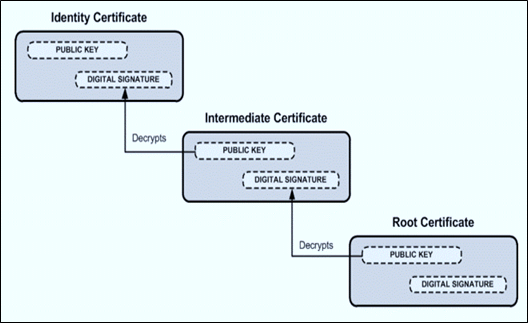 Identity Certificate
PUBLIC KEY
DIGITAL SIGNATURE
Decrypts
Intermediate Certificate
PUBLIC KEY
DIGITAL SIGNATURE
Decrypts
Root Certificate
PUBLIC KEY
DIGITAL SIGNATURE